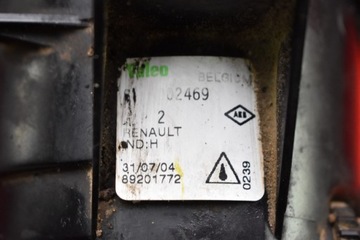 Valeo BELGIUM
02469
2
RENAULT
IND:H
31/07/04
89201772
0239